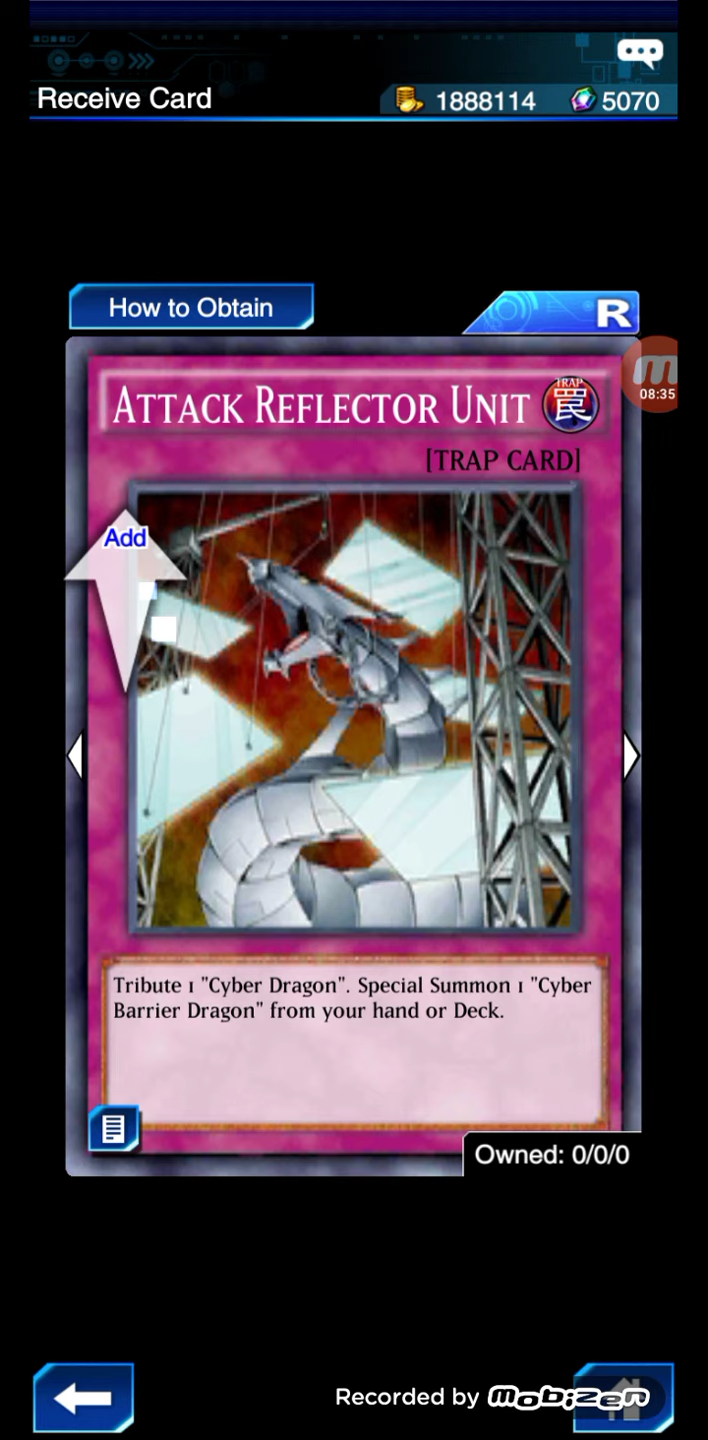 Receive Card
1888114
5070
How to Obtain
R
08:35
ATTACK REFLECTOR UNIT
TRAP
罠
[TRAP CARD]
Add
Tribute 1 "Cyber Dragon". Special Summon 1 "Cyber
Barrier Dragon" from your hand or Deck.
Owned: 0/0/0
Recorded by mobizen